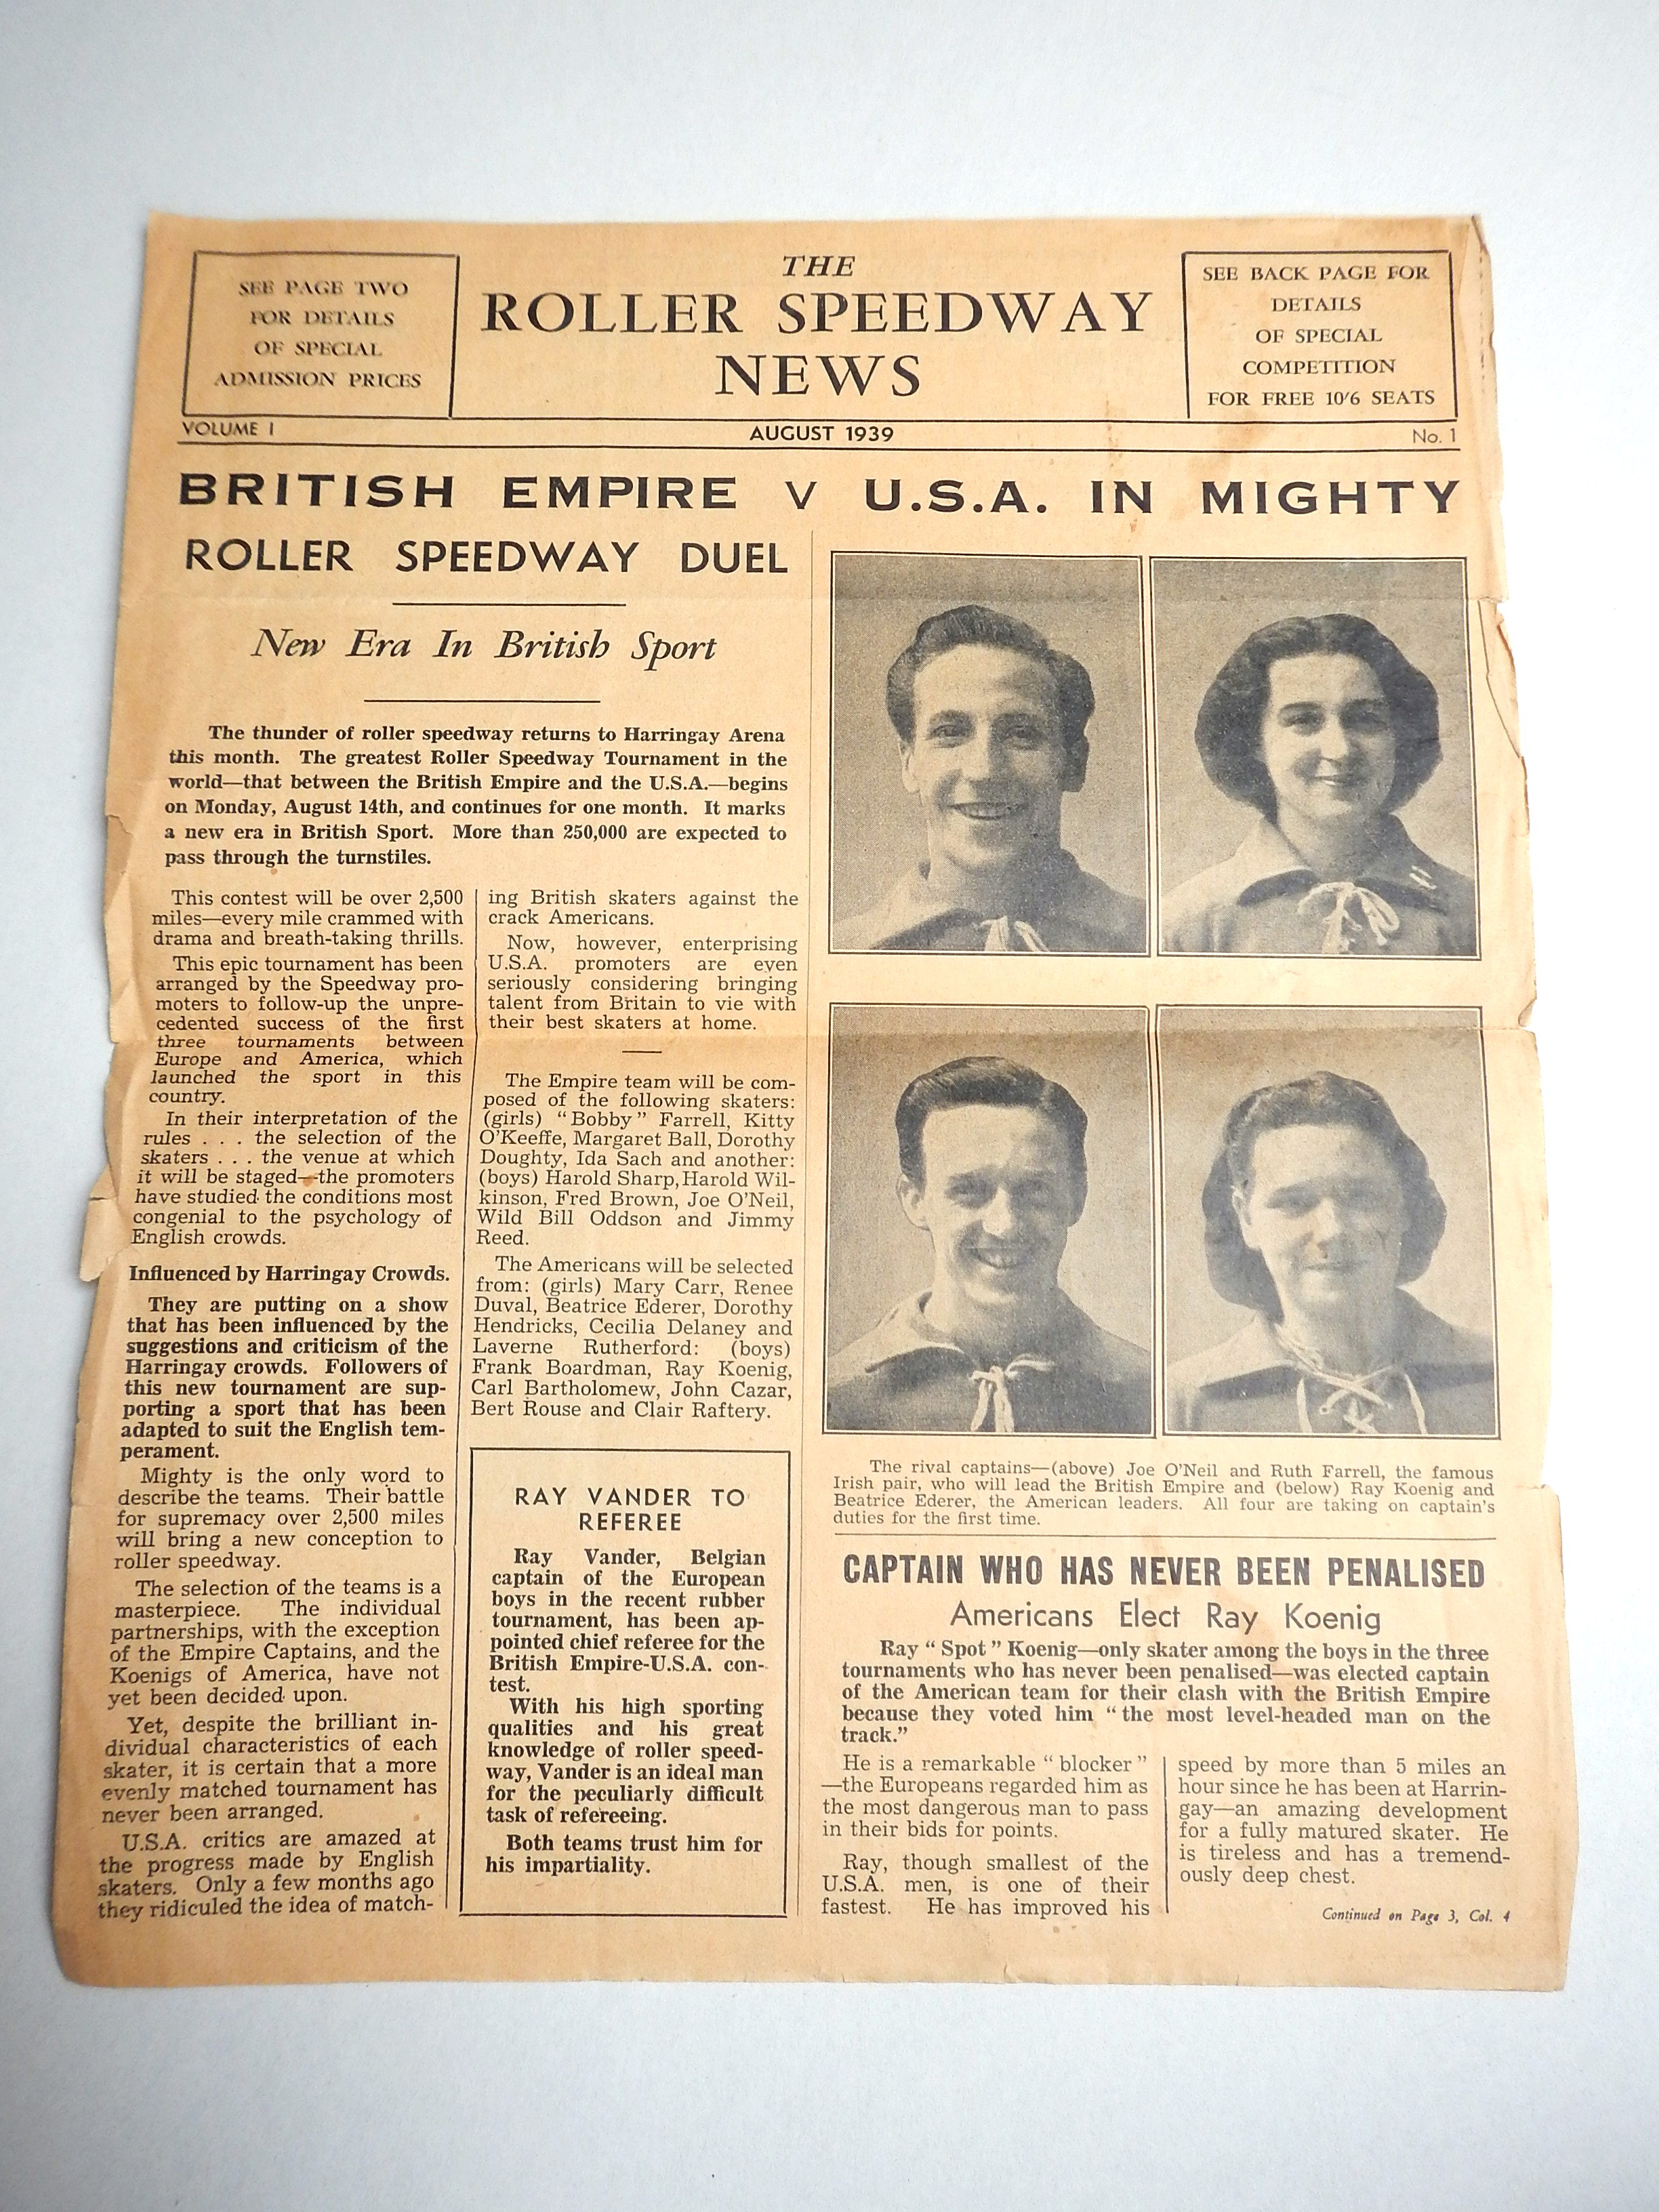 SEE PAGE TWO
FOR DETAILS
OF SPECIAL
ADMISSION PRICES
THE
ROLLER SPEEDWAY
NEWS
SEE BACK PAGE FOR
DETAILS
OF SPECIAL
COMPETITION
FOR FREE 10'6 SEATS
VOLUME I
AUGUST 1939
No. 1
BRITISH EMPIRE V U.S.A. IN MIGHTY
ROLLER SPEEDWAY DUEL
New Era In British Sport
The thunder of roller speedway returns to Harringay Arena
this month. The greatest Roller Speedway Tournament in the
world—that between the British Empire and the U.S.A.—begins
on Monday, August 14th, and continues for one month. It marks
a new era in British Sport. More than 250,000 are expected to
pass through the turnstiles.
This contest will be over 2,500
miles—every mile crammed with
drama and breath-taking thrills.
This epic tournament has been
arranged by the Speedway pro-
moters to follow-up the unpre-
cedented success of the first
three tournaments between
Europe and America, which
launched the sport in this
country.
In their interpretation of the
rules . . . the selection of the
skaters . . . the venue at which
it will be staged—the promoters
have studied the conditions most
congenial to the psychology of
English crowds.
Influenced by Harringay Crowds.
They are putting on a show
that has been influenced by the
suggestions and criticism of the
Harringay crowds. Followers of
this new tournament are sup-
porting a sport that has been
adapted to suit the English tem-
perament.
Mighty is the only word to
describe the teams. Their battle
for supremacy over 2,500 miles
will bring a new conception to
roller speedway.
The selection of the teams is a
masterpiece. The individual
partnerships, with the exception
of the Empire Captains, and the
Koenigs of America, have not
yet been decided upon.
Yet, despite the brilliant in-
dividual characteristics of each
skater, it is certain that a more
evenly matched tournament has
never been arranged.
U.S.A. critics are amazed at
the progress made by English
skaters. Only a few months ago
they ridiculed the idea of match-
ing British skaters against the
crack Americans.
Now, however, enterprising
U.S.A. promoters are even
seriously considering bringing
talent from Britain to vie with
their best skaters at home.
The Empire team will be com-
posed of the following skaters:
(girls) "Bobby" Farrell, Kitty
O'Keeffe, Margaret Ball, Dorothy
Doughty, Ida Sach and another:
(boys) Harold Sharp, Harold Wil-
kinson, Fred Brown, Joe O'Neil,
Wild Bill Oddson and Jimmy
Reed.
The Americans will be selected
from: (girls) Mary Carr, Renee
Duval, Beatrice Ederer, Dorothy
Hendricks, Cecilia Delaney and
Laverne Rutherford: (boys)
Frank Boardman, Ray Koenig,
Carl Bartholomew, John Cazar,
Bert Rouse and Clair Raftery.
RAY VANDER TO
REFEREE
Ray Vander, Belgian
captain of the European
boys in the recent rubber
tournament, has been ap-
pointed chief referee for the
British Empire-U.S.A. con-
test.
With his high sporting
qualities and his great
knowledge of roller speed-
way, Vander is an ideal man
for the peculiarly difficult
task of refereeing.
Both teams trust him for
his impartiality.
The rival captains—(above) Joe O'Neil and Ruth Farrell, the famous
Irish pair, who will lead the British Empire and (below) Ray Koenig and
Beatrice Ederer, the American leaders. All four are taking on captain's
duties for the first time.
CAPTAIN WHO HAS NEVER BEEN PENALISED
Americans Elect Ray Koenig
Ray "Spot" Koenig—only skater among the boys in the three
tournaments who has never been penalised—was elected captain
of the American team for their clash with the British Empire
because they voted him "the most level-headed man on the
track."
He is a remarkable "blocker"
—the Europeans regarded him as
the most dangerous man to pass
in their bids for points.
Ray, though smallest of the
U.S.A. men, is one of their
fastest. He has improved his
speed by more than 5 miles an
hour since he has been at Harrin-
gay—an amazing development
for a fully matured skater. He
is tireless and has a tremend-
ously deep chest.
Continued on Page 3, Col. 4